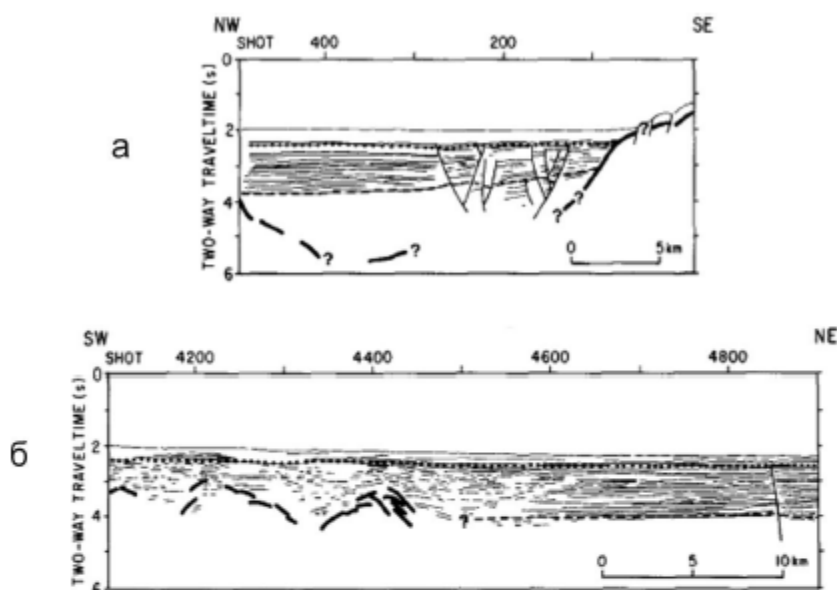 NW SE
SHOT 400 200
а
TWO-WAY TRAVELTIME (s)
0
2
4
6
?
?
?
?
?
0 5 km
SW NE
SHOT 4200 4400 4600 4800
б
TWO-WAY TRAVELTIME (s)
0
2
4
6
?
0 5 10 km